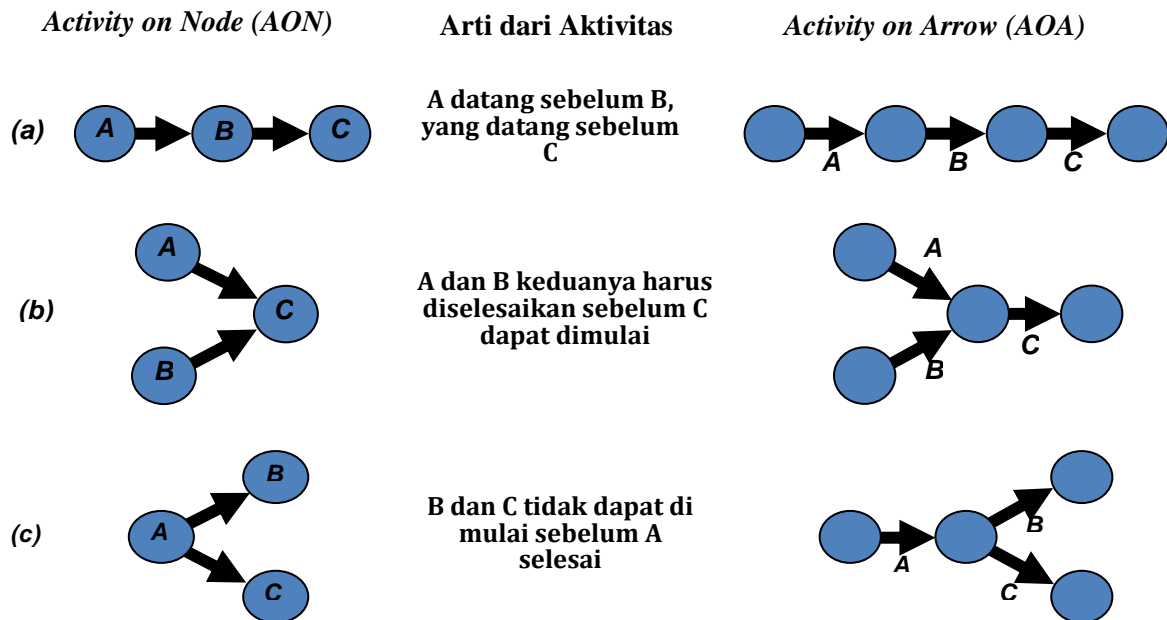 Activity on Node (AON)
Arti dari Aktivitas
Activity on Arrow (AOA)
(a)
A
B
C
A datang sebelum B,
yang datang sebelum
C
A
B
C
(b)
A
B
C
A dan B keduanya harus
diselesaikan sebelum C
dapat dimulai
A
B
C
(c)
A
B
C
B dan C tidak dapat di
mulai sebelum A
selesai
A
B
C